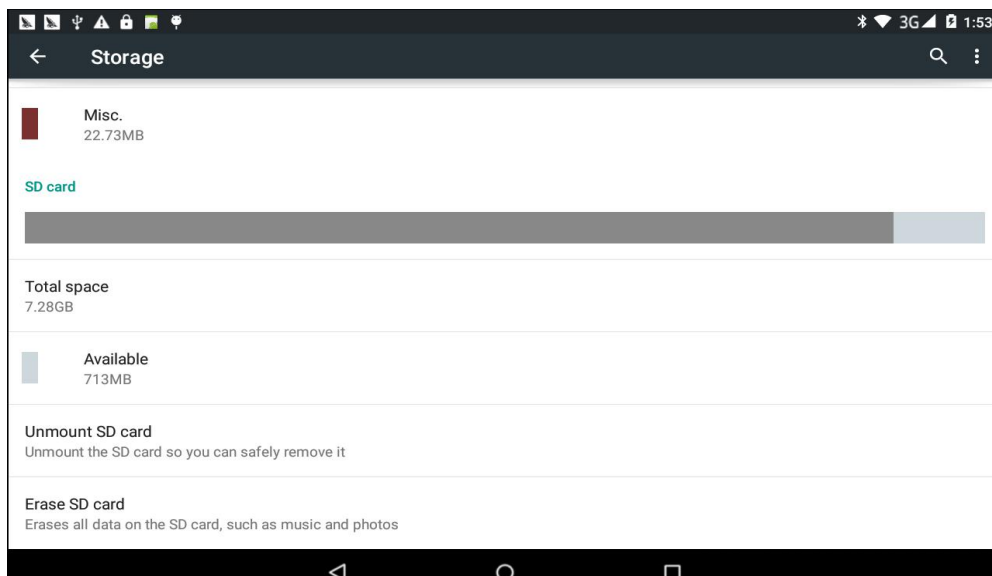 3G 1:53
Storage
Misc.
22.73MB
SD card
Total space
7.28GB
Available
713MB
Unmount SD card
Unmount the SD card so you can safely remove it
Erase SD card
Erases all data on the SD card, such as music and photos